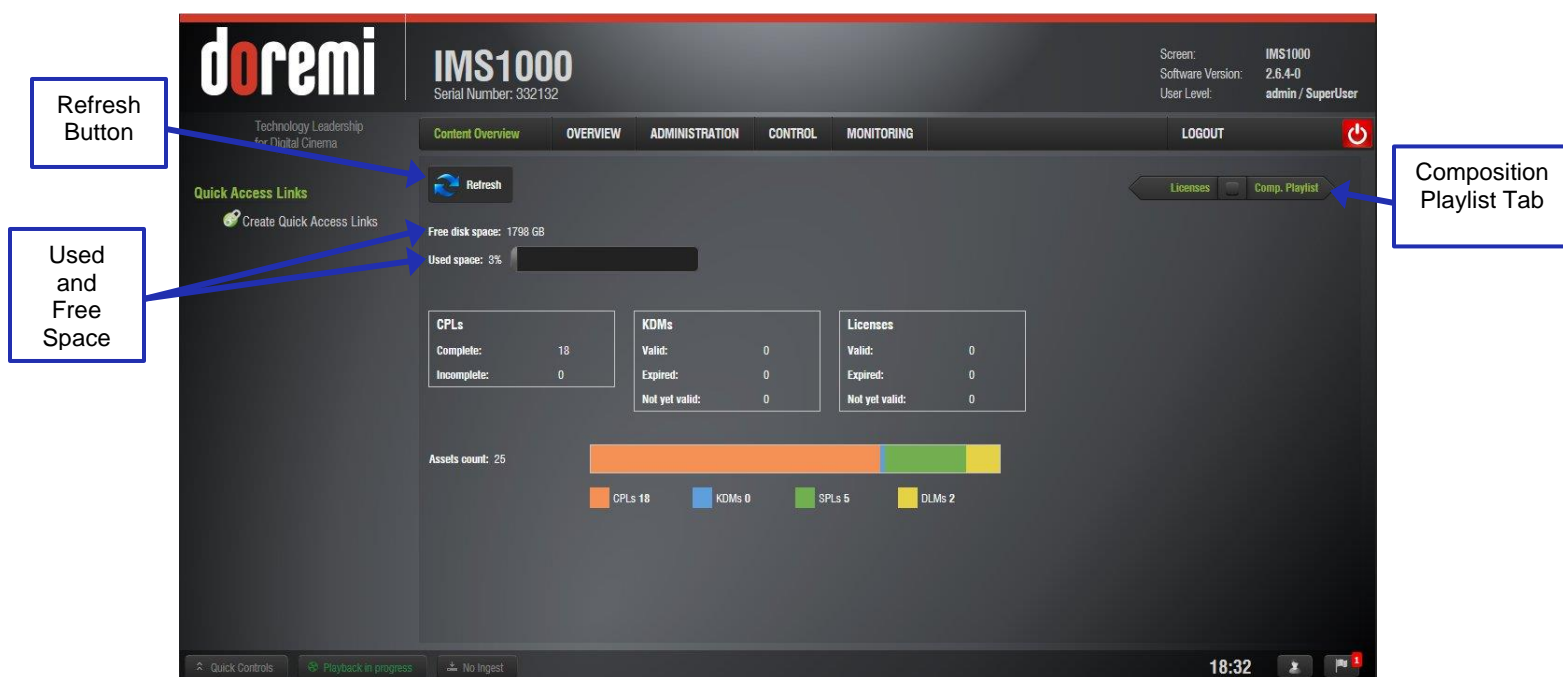 doremi
Technology Leadership
for Digital Cinema
IMS1000
Serial Number: 332132
Screen: IMS1000
Software Version: 2.6.4-0
User Level: admin / SuperUser
Refresh
Button
Content Overview OVERVIEW ADMINISTRATION CONTROL MONITORING LOGOUT
Quick Access Links
Create Quick Access Links
Refresh
Licenses Comp. Playlist
Composition
Playlist Tab
Used
and
Free
Space
Free disk space: 1798 GB
Used space: 3%
CPLs
Complete: 18
Incomplete: 0
KDMs
Valid: 0
Expired: 0
Not yet valid: 0
Licenses
Valid: 0
Expired: 0
Not yet valid: 0
Assets count: 25
CPLs 18 KDMs 0 SPLs 5 DLMs 2
Quick Controls Playback in progress No Ingest 18:32 1